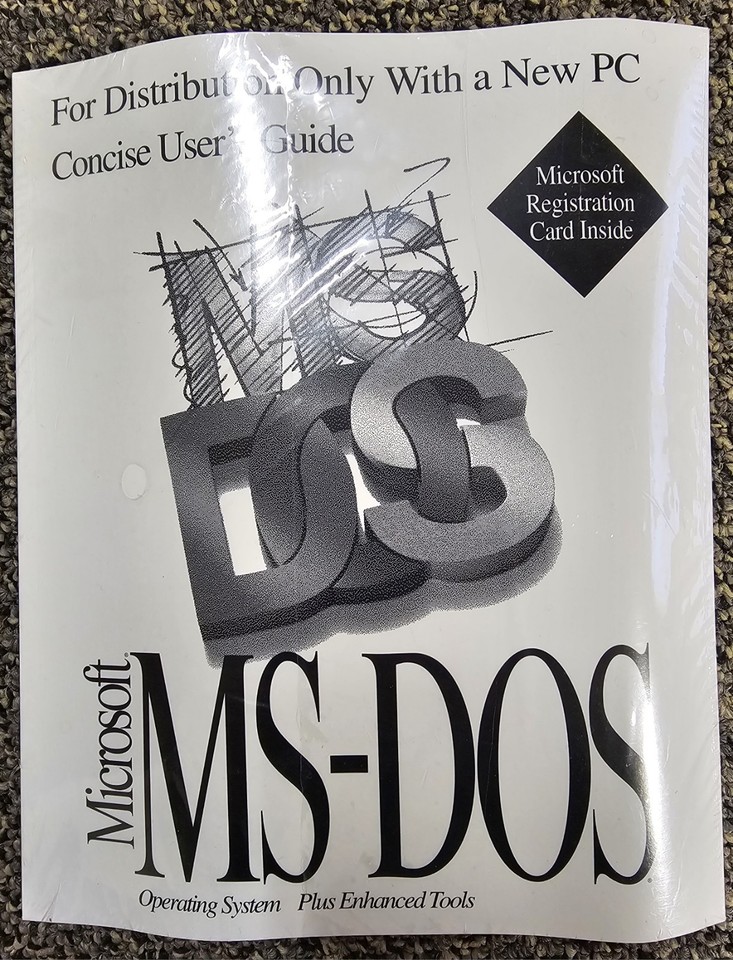 For Distribution Only With a New PC
Concise User's Guide
Microsoft
Registration
Card Inside
MS
DOS
Microsoft®
MS-DOS®
Operating System Plus Enhanced Tools